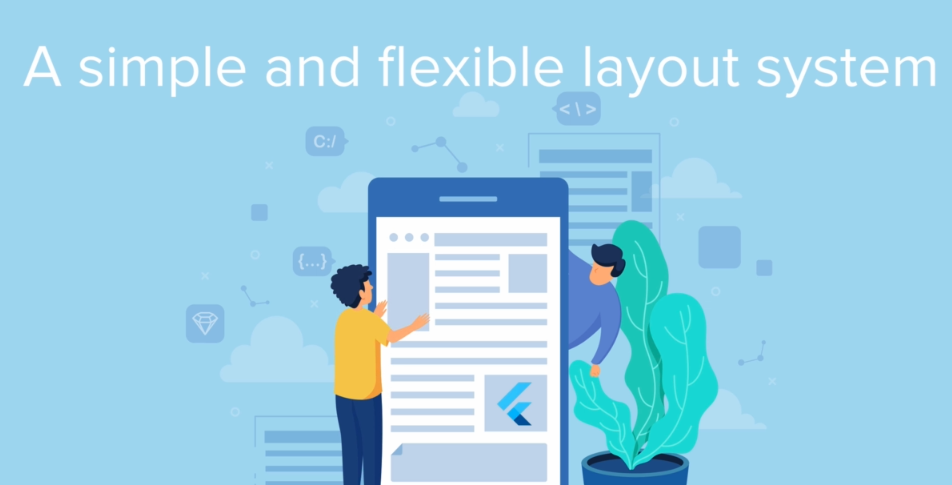 A simple and flexible layout system
<\>
C:/
{...}